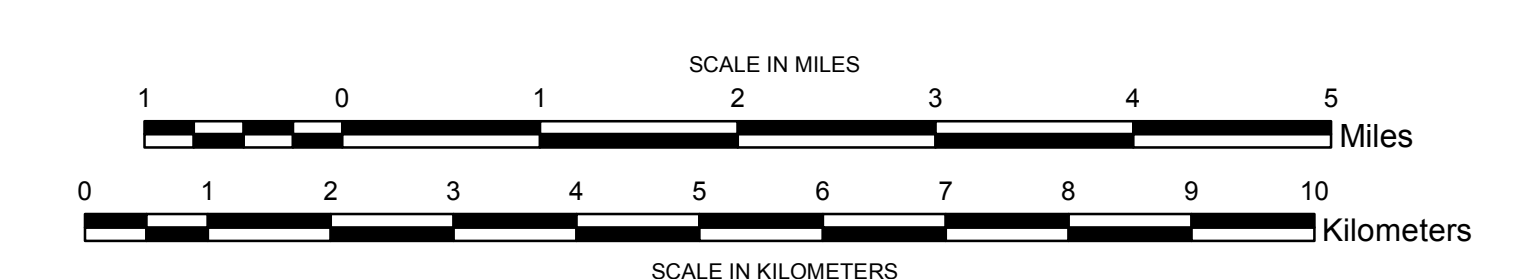 SCALE IN MILES
1 0 1 2 3 4 5
Miles
0 1 2 3 4 5 6 7 8 9 10
Kilometers
SCALE IN KILOMETERS